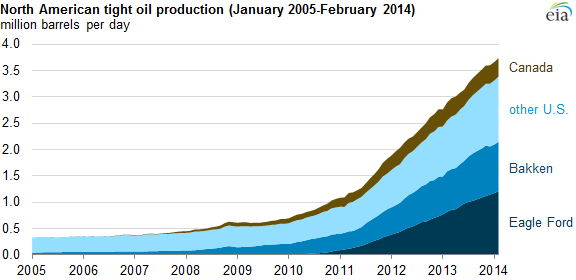 North American tight oil production (January 2005-February 2014)
million barrels per day
eia
4.0
3.5
3.0
2.5
2.0
1.5
1.0
0.5
0.0
2005 2006 2007 2008 2009 2010 2011 2012 2013 2014
Canada
other U.S.
Bakken
Eagle Ford